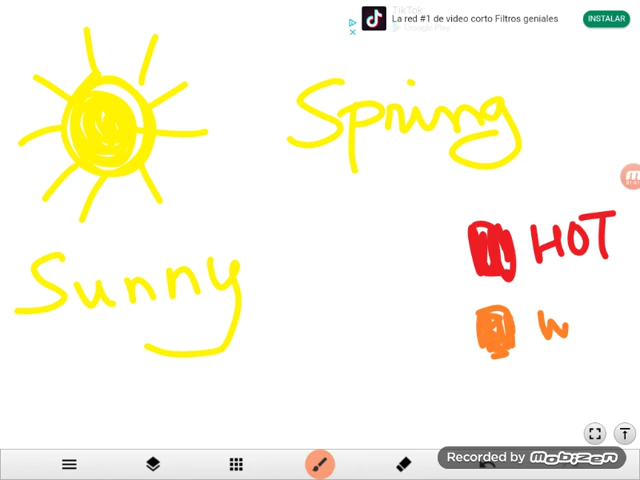 TikTok
La red #1 de video corto Filtros geniales
Google Play
INSTALAR
Spring
HOT
Sunny
W
Recorded by mobizen